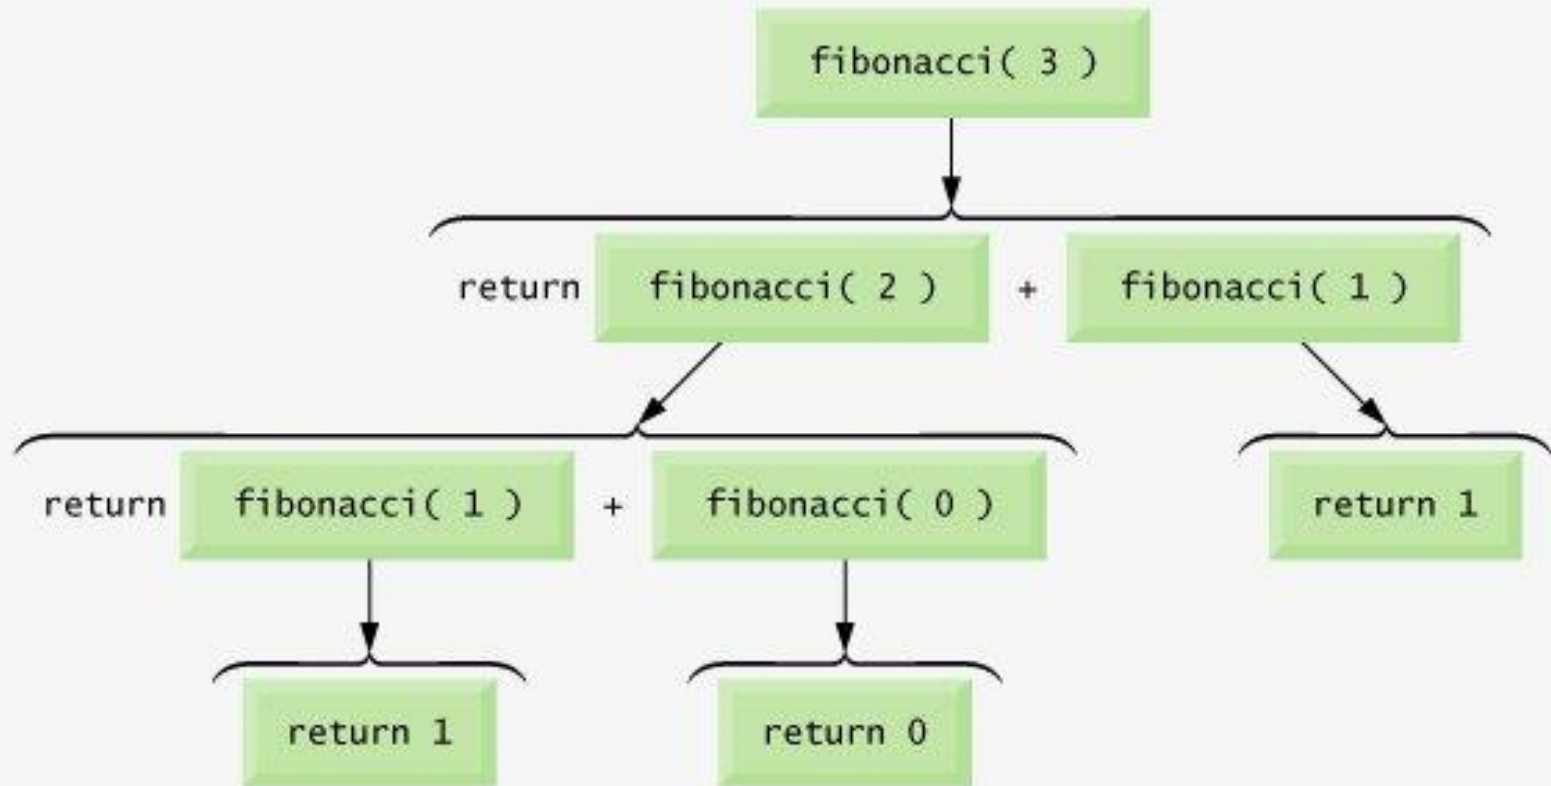 fibonacci( 3 )
return fibonacci( 2 ) + fibonacci( 1 )
return fibonacci( 1 ) + fibonacci( 0 ) return 1
return 1 return 0